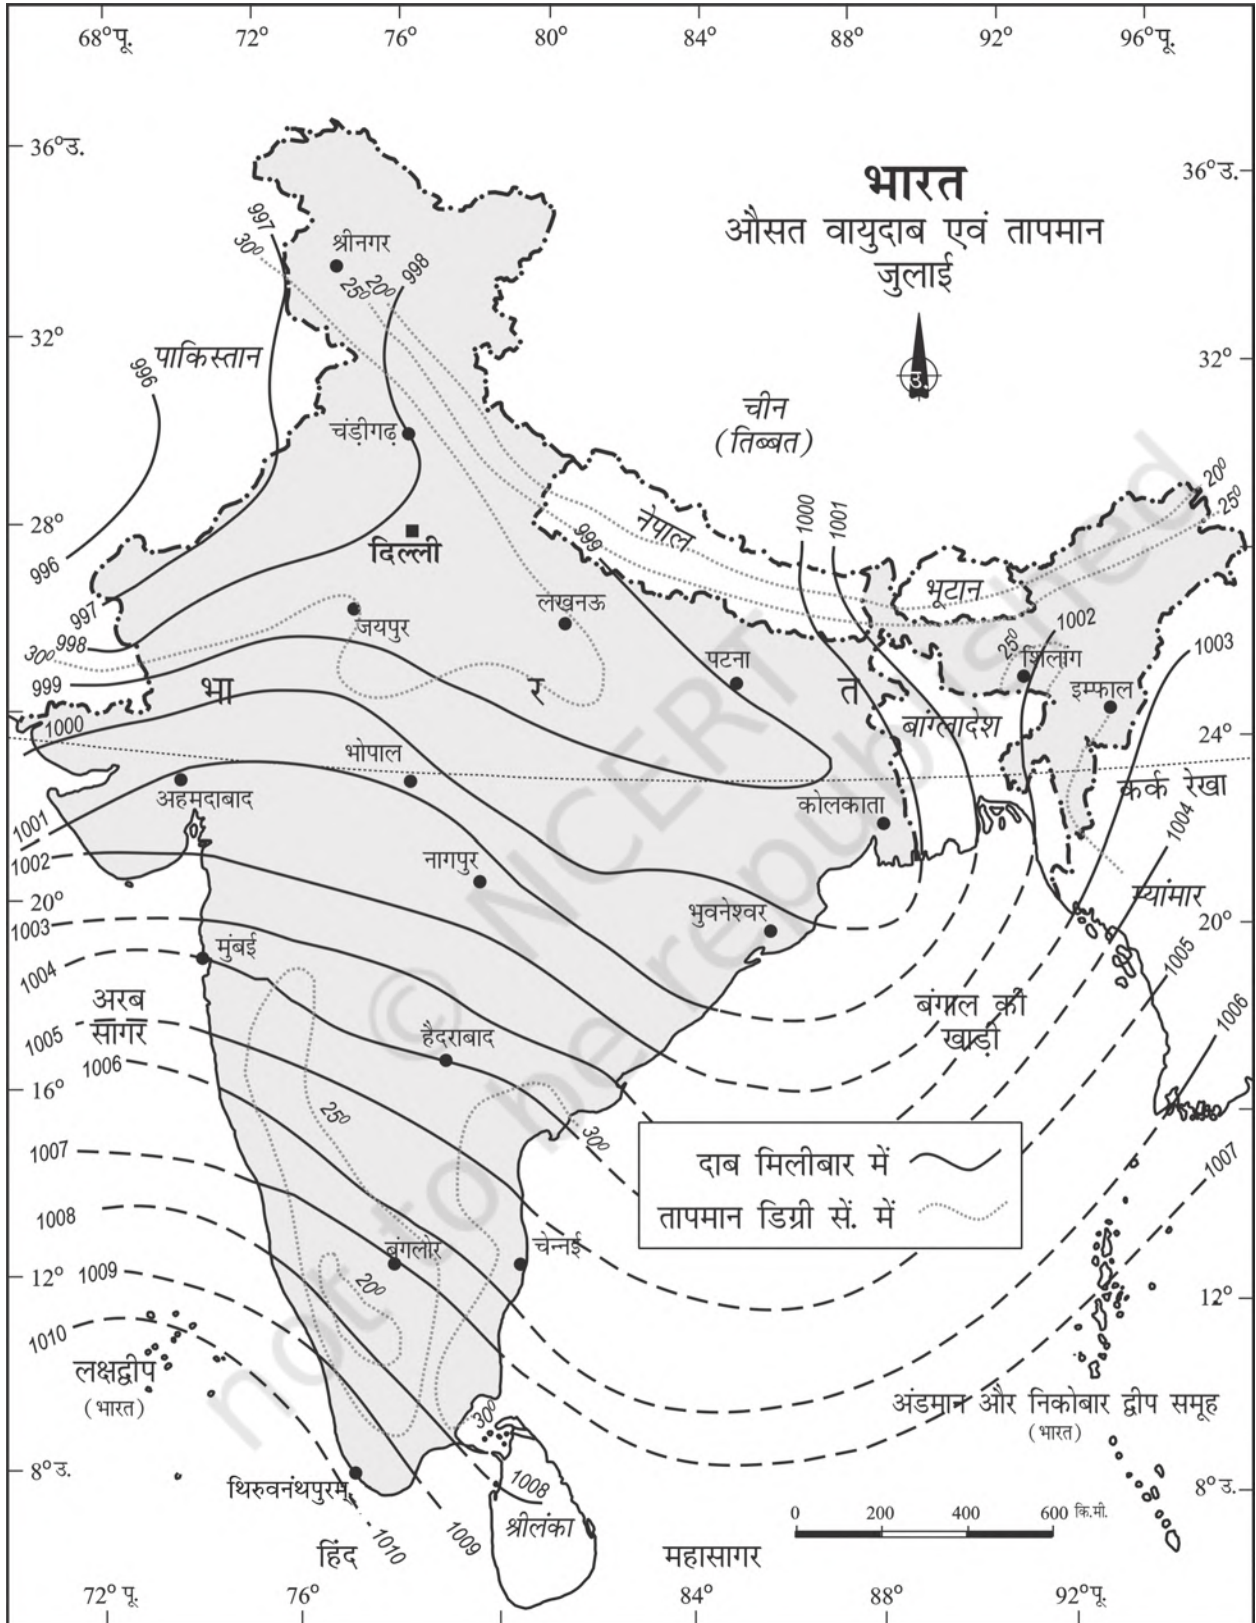 68°पू.
72°
76°
80°
84°
88°
92°
96°पू.
36°उ.
36°उ.
भारत
औसत वायुदाब एवं तापमान
जुलाई
उ
997
30°
श्रीनगर
25°
20°
998
32°
32°
पाकिस्तान
996
चीन
(तिब्बत)
चंडीगढ़
28°
996
दिल्ली
999
नेपाल
1000
1001
20°
25°
भूटान
997
998
30°
999
जयपुर
लखनऊ
पटना
1002
1003
25°
शिलांग
इम्फाल
भा
र
त
बांग्लादेश
24°
1000
भोपाल
अहमदाबाद
कोलकाता
कर्क रेखा
1001
1002
नागपुर
1004
म्यांमार
20°
20°
1003
भुवनेश्वर
मुंबई
1004
1005
अरब
सागर
बंगाल की
खाड़ी
1005
हैदराबाद
1006
1006
16°
25°
30°
1007
1007
दाब मिलीबार में
तापमान डिग्री सें. में
1008
बंगलोर
चेन्नई
20°
1009
12°
12°
1010
लक्षद्वीप
(भारत)
30°
अंडमान और निकोबार द्वीप समूह
(भारत)
8°उ.
8°उ.
थिरुवनंथपुरम्
1008
श्रीलंका
1009
1010
0 200 400 600 कि.मी.
हिंद
महासागर
72° पू.
76°
84°
88°
92°पू.
© NCERT
not to be republished